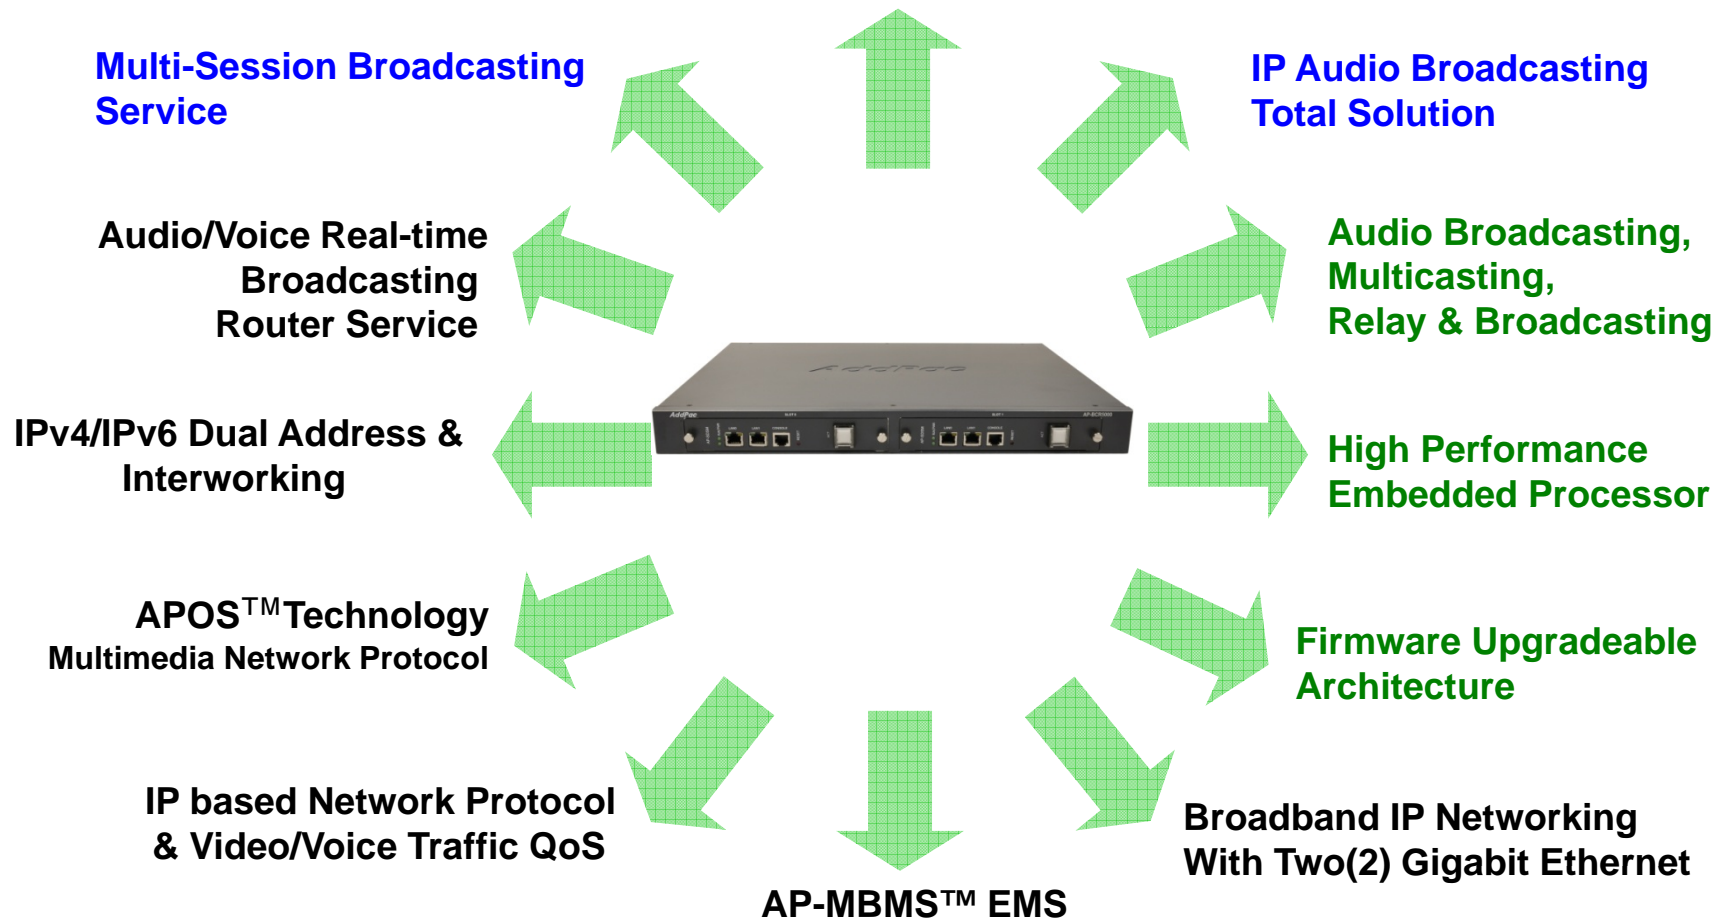 Multi-Session Broadcasting
Service
IP Audio Broadcasting
Total Solution
Audio/Voice Real-time
Broadcasting
Router Service
Audio Broadcasting,
Multicasting,
Relay & Broadcasting
AddPac
AddPac
IPv4/IPv6 Dual Address &
Interworking
High Performance
Embedded Processor
APOS™Technology
Multimedia Network Protocol
Firmware Upgradeable
Architecture
IP based Network Protocol
& Video/Voice Traffic QoS
Broadband IP Networking
With Two(2) Gigabit Ethernet
AP-MBMS™ EMS